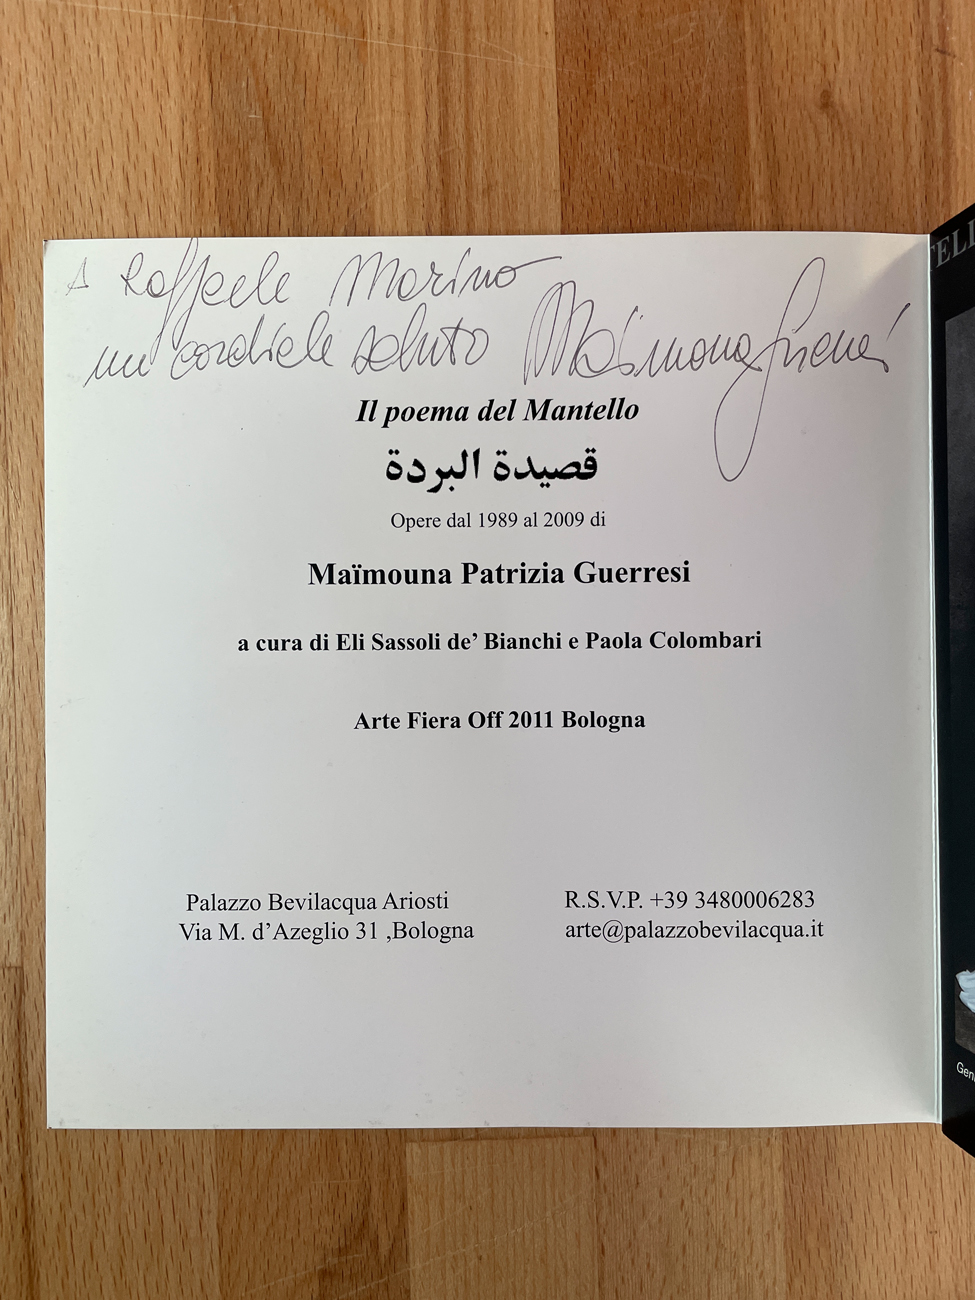 A Raffaele Marino
un cordiale saluto Maïmouna Guerresi
Il poema del Mantello
قصيدة البردة
Opere dal 1989 al 2009 di
Maïmouna Patrizia Guerresi
a cura di Eli Sassoli de’ Bianchi e Paola Colombari
Arte Fiera Off 2011 Bologna
Palazzo Bevilacqua Ariosti
Via M. d’Azeglio 31 ,Bologna
R.S.V.P. +39 3480006283
arte@palazzobevilacqua.it